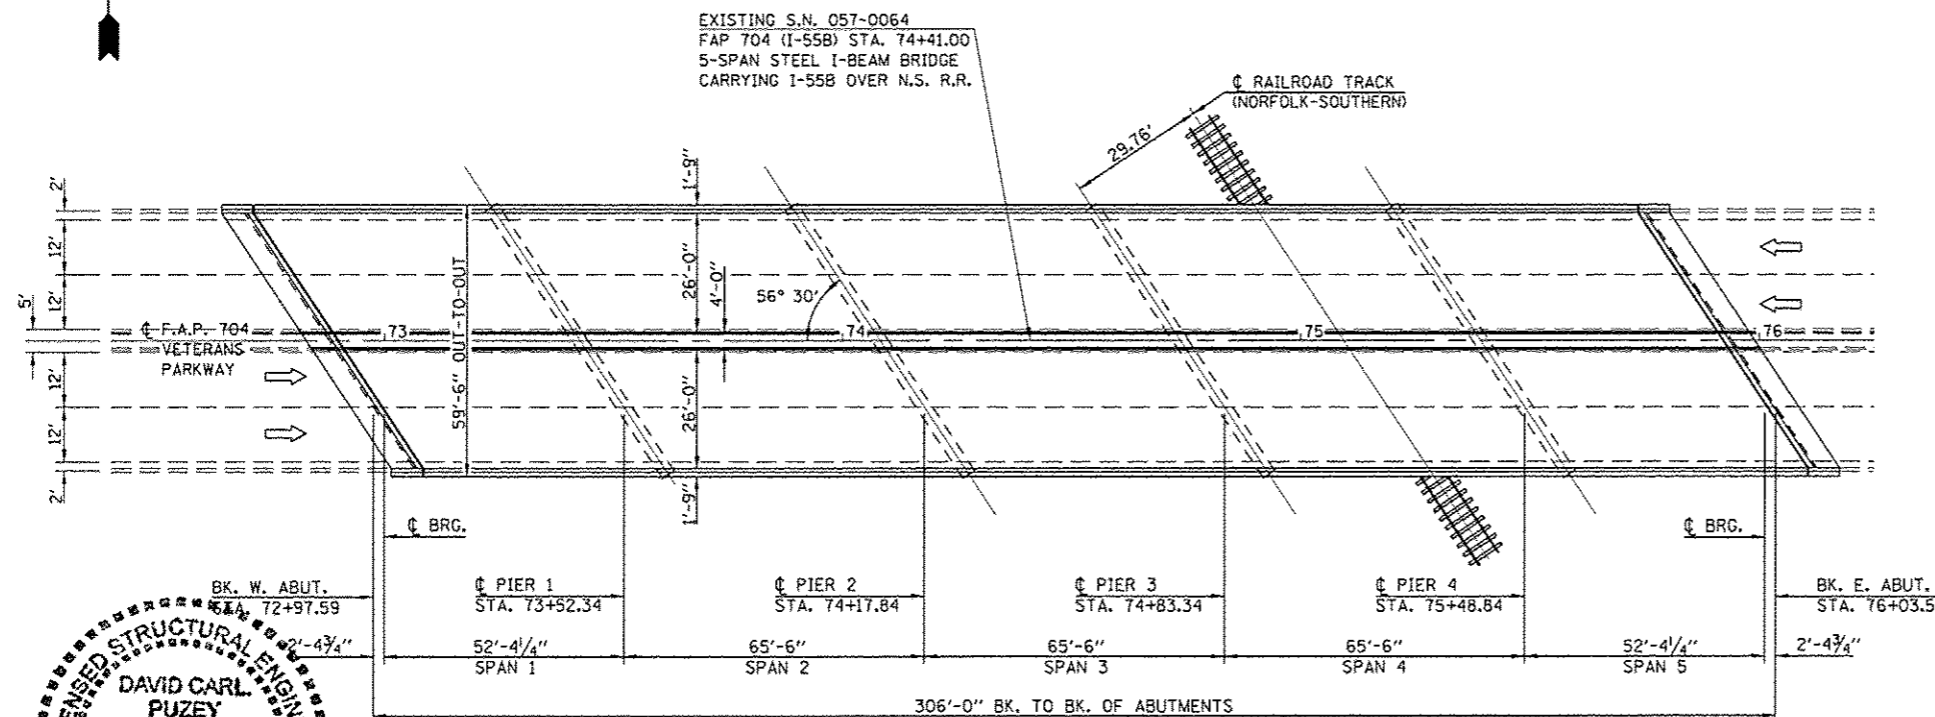 EXISTING S.N. 057-0064
FAP 704 (I-55B) STA. 74+41.00
5-SPAN STEEL I-BEAM BRIDGE
CARRYING I-55B OVER N.S. R.R.
℄ RAILROAD TRACK
(NORFOLK-SOUTHERN)
29.76'
1'-9"
2'
12'
12'
5'
12'
12'
2'
59'-6" OUT-TO-OUT
26'-0"
4'-0"
26'-0"
1'-9"
56° 30'
℄ F.A.P. 704
VETERANS
PARKWAY
73
74
75
76
℄ BRG.
℄ BRG.
BK. W. ABUT.
STA. 72+97.59
℄ PIER 1
STA. 73+52.34
℄ PIER 2
STA. 74+17.84
℄ PIER 3
STA. 74+83.34
℄ PIER 4
STA. 75+48.84
BK. E. ABUT.
STA. 76+03.5
2'-4¾"
52'-4¼"
65'-6"
65'-6"
65'-6"
52'-4¼"
2'-4¾"
SPAN 1
SPAN 2
SPAN 3
SPAN 4
SPAN 5
306'-0" BK. TO BK. OF ABUTMENTS
STRUCTURAL
DAVID CARL.
PUZEY